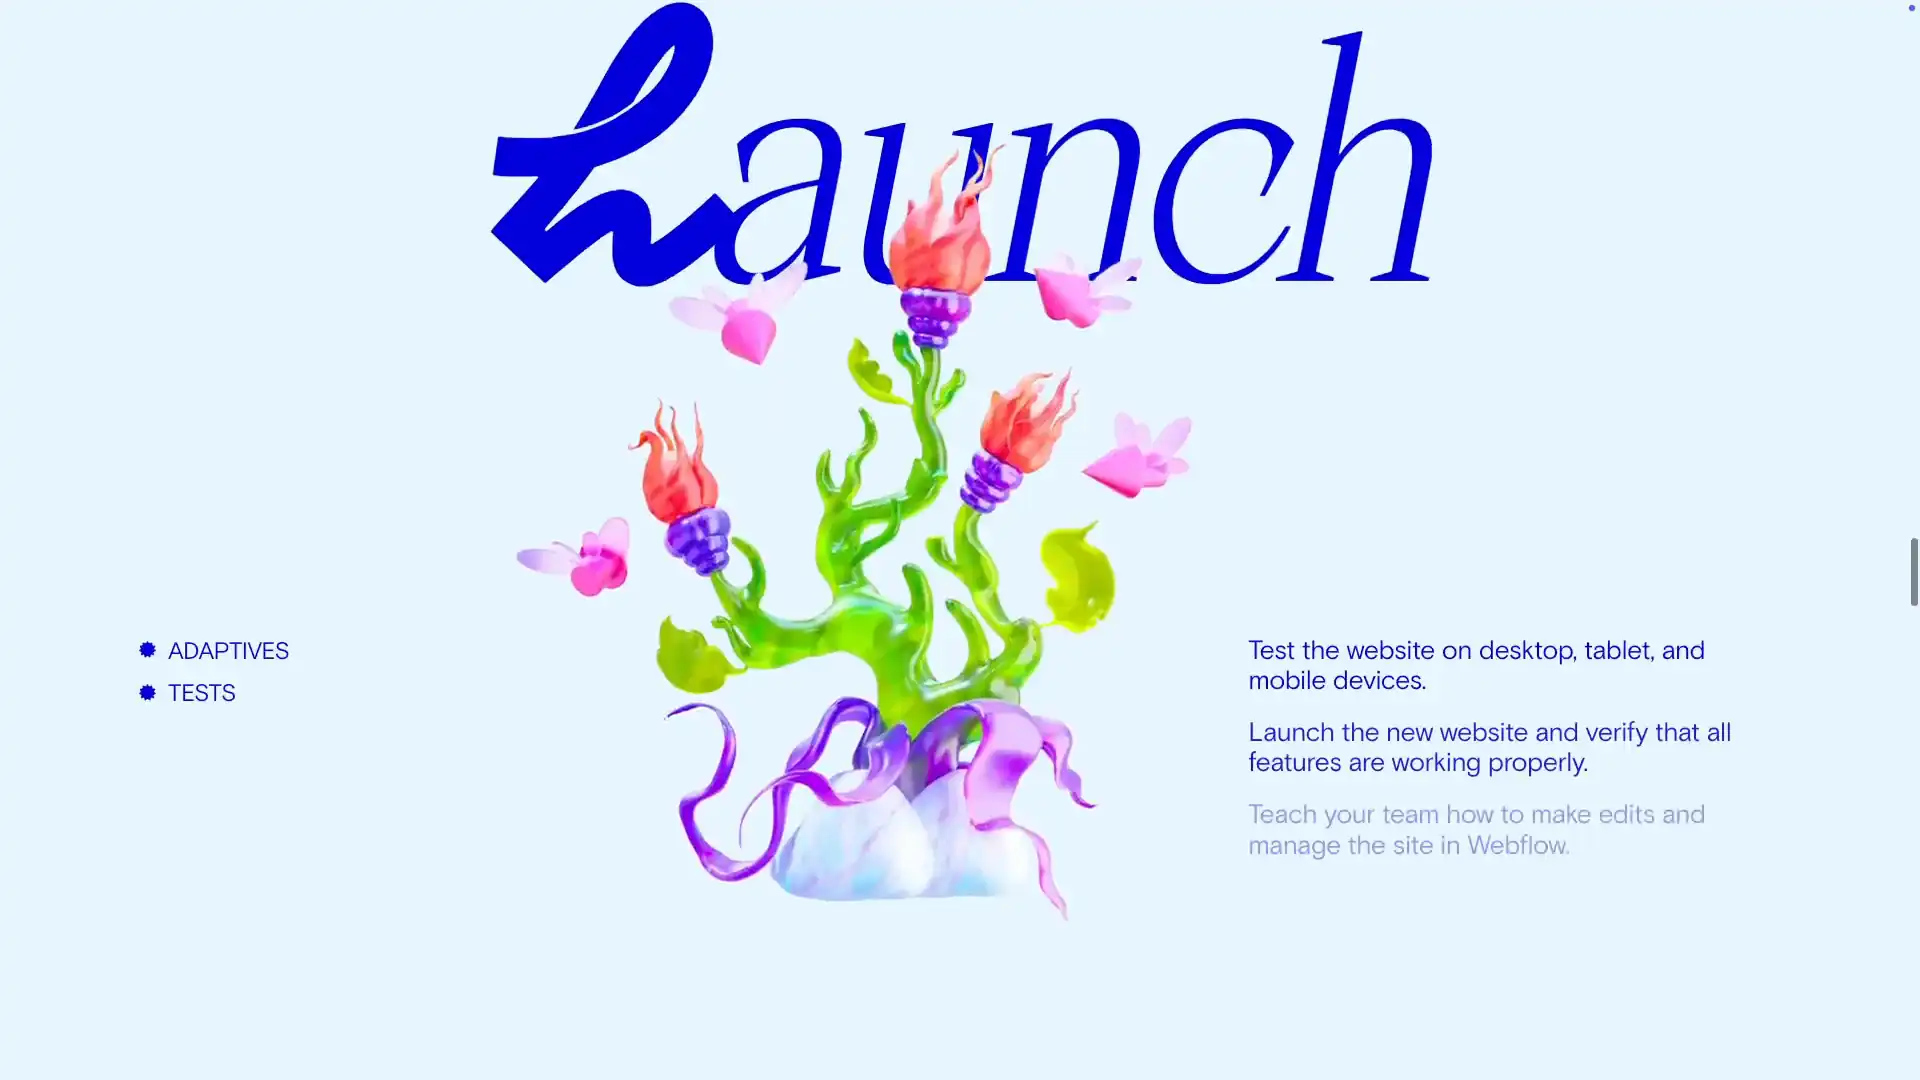 Launch
ADAPTIVES
TESTS
Test the website on desktop, tablet, and
mobile devices.
Launch the new website and verify that all
features are working properly.
Teach your team how to make edits and
manage the site in Webflow.